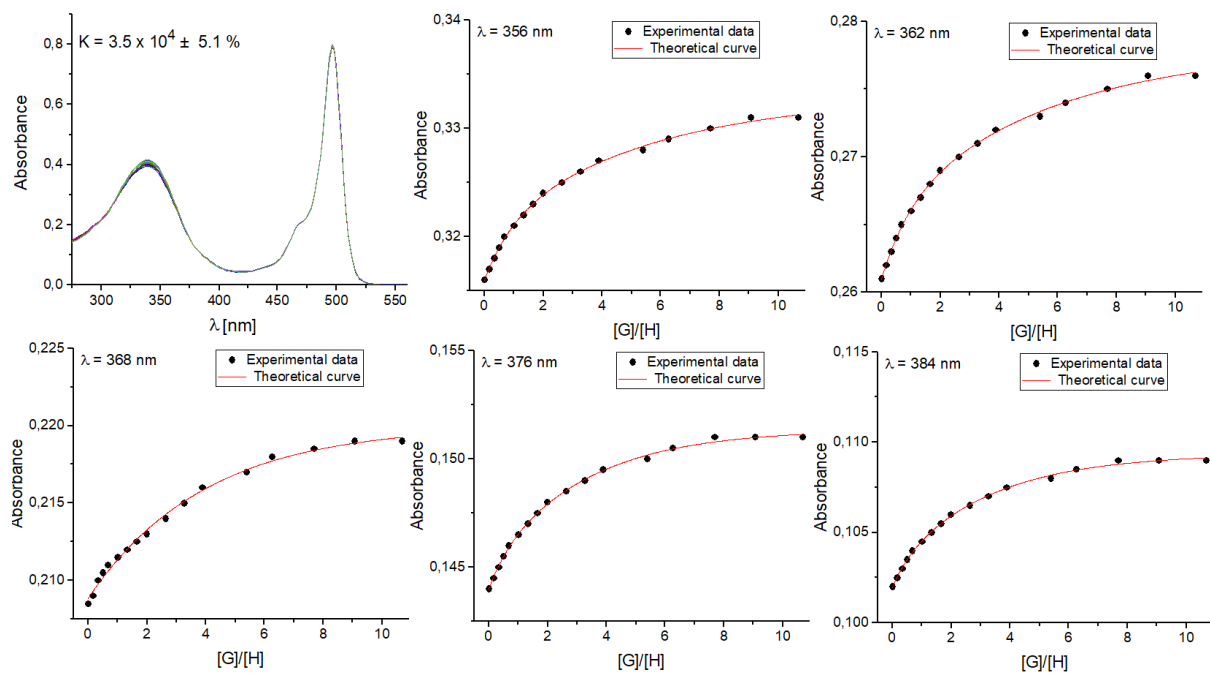 K = 3.5 x 10⁴ ± 5.1 %
Absorbance
0,8
0,6
0,4
0,2
0,0
300
350
400
450
500
550
λ [nm]
λ = 356 nm
Experimental data
Theoretical curve
Absorbance
0,34
0,33
0,32
0
2
4
6
8
10
[G]/[H]
λ = 362 nm
Experimental data
Theoretical curve
Absorbance
0,28
0,27
0,26
0
2
4
6
8
10
[G]/[H]
λ = 368 nm
Experimental data
Theoretical curve
Absorbance
0,225
0,220
0,215
0,210
0
2
4
6
8
10
[G]/[H]
λ = 376 nm
Experimental data
Theoretical curve
Absorbance
0,155
0,150
0,144
0
2
4
6
8
10
[G]/[H]
λ = 384 nm
Experimental data
Theoretical curve
Absorbance
0,115
0,109
0,105
0,100
0
2
4
6
8
10
[G]/[H]